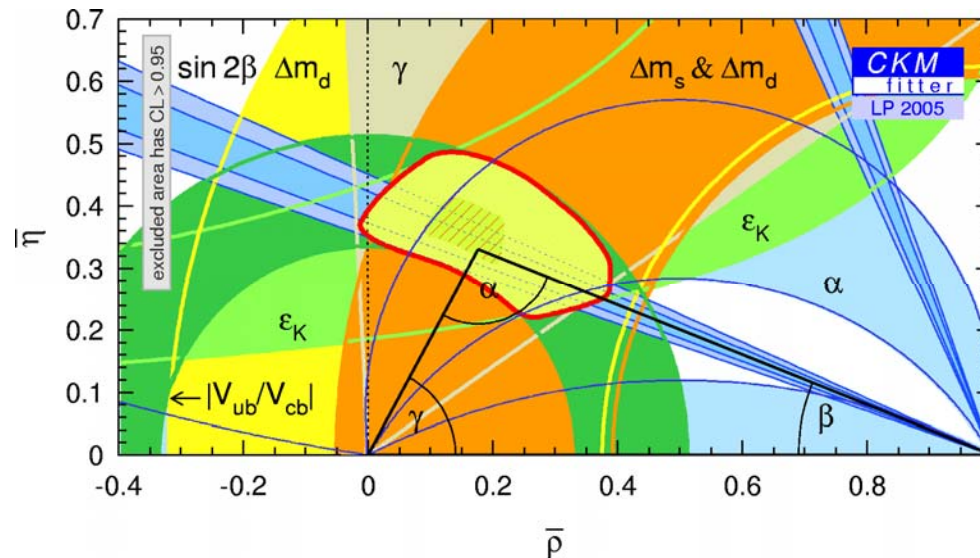 0.7
0.6
0.5
0.4
0.3
0.2
0.1
0
η̅
excluded area has CL > 0.95
sin 2β
Δm_d
γ
Δm_s & Δm_d
CKM
fitter
LP 2005
ε_K
ε_K
α
α
|V_ub/V_cb|
γ
β
-0.4 -0.2 0 0.2 0.4 0.6 0.8
ρ̅